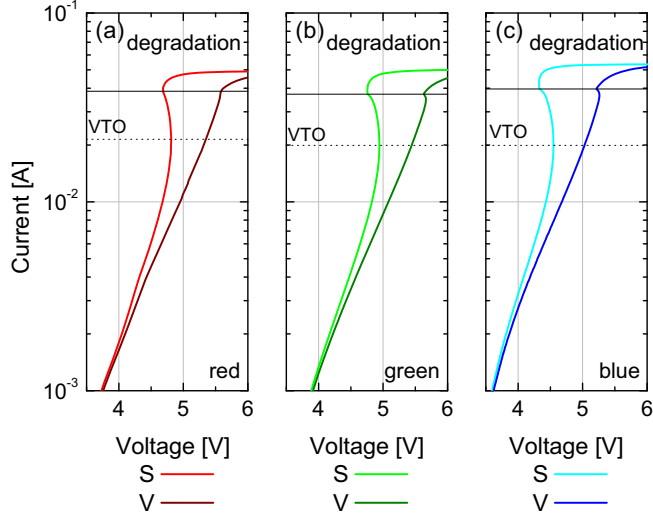 10⁻¹
(a)
degradation
(b)
degradation
(c)
degradation
VTO
VTO
VTO
10⁻²
Current [A]
10⁻³
red
green
blue
4 5 6
4 5 6
4 5 6
Voltage [V]
Voltage [V]
Voltage [V]
S
V
S
V
S
V